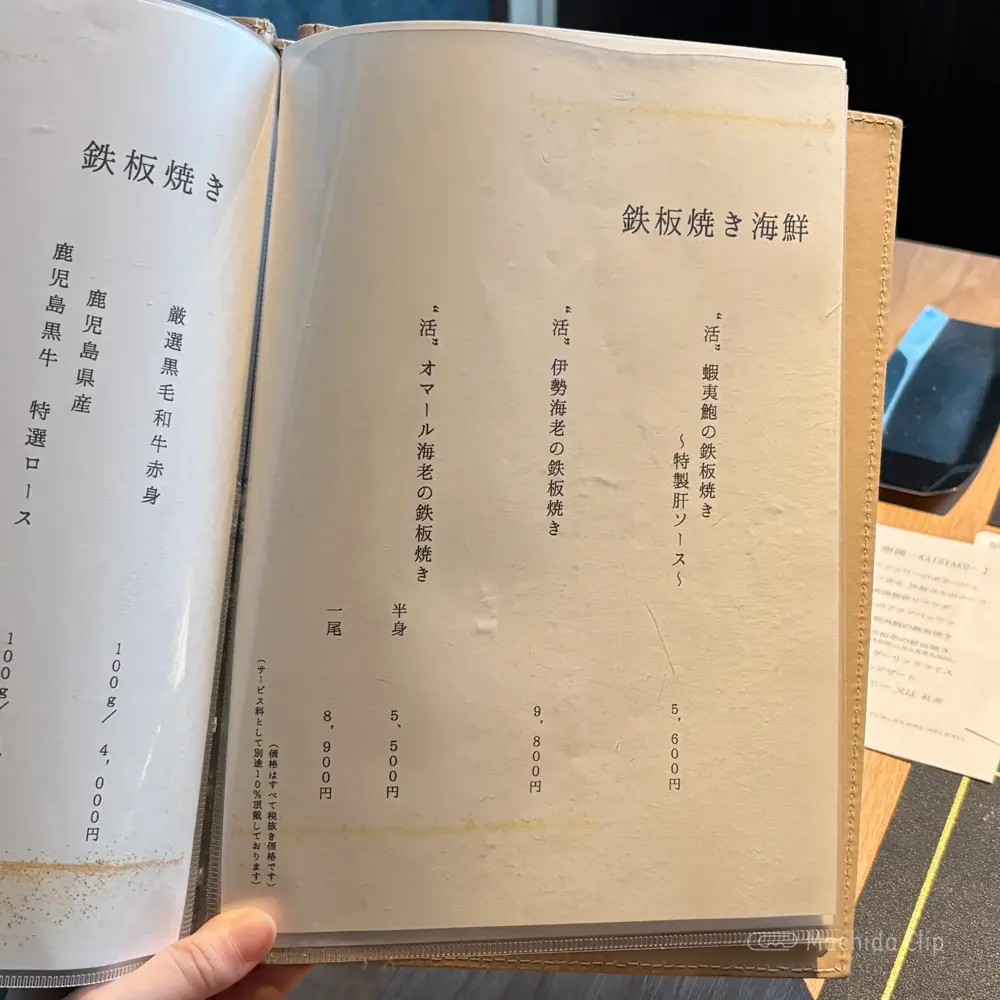 鉄板焼き海鮮
“活” 蝦夷鮑の鉄板焼き
～特製肝ソース～
5,600円
“活” 伊勢海老の鉄板焼き
9,800円
“活” オマール海老の鉄板焼き
半身 5、500円
一尾 8,900円
(価格はすべて税抜き価格です)
(サービス料として別途10%頂戴しております)
鉄板焼き
厳選黒毛和牛赤身
100g/ 4,000円
鹿児島県産
鹿児島黒牛 特選ロース
100g/
Machida Clip